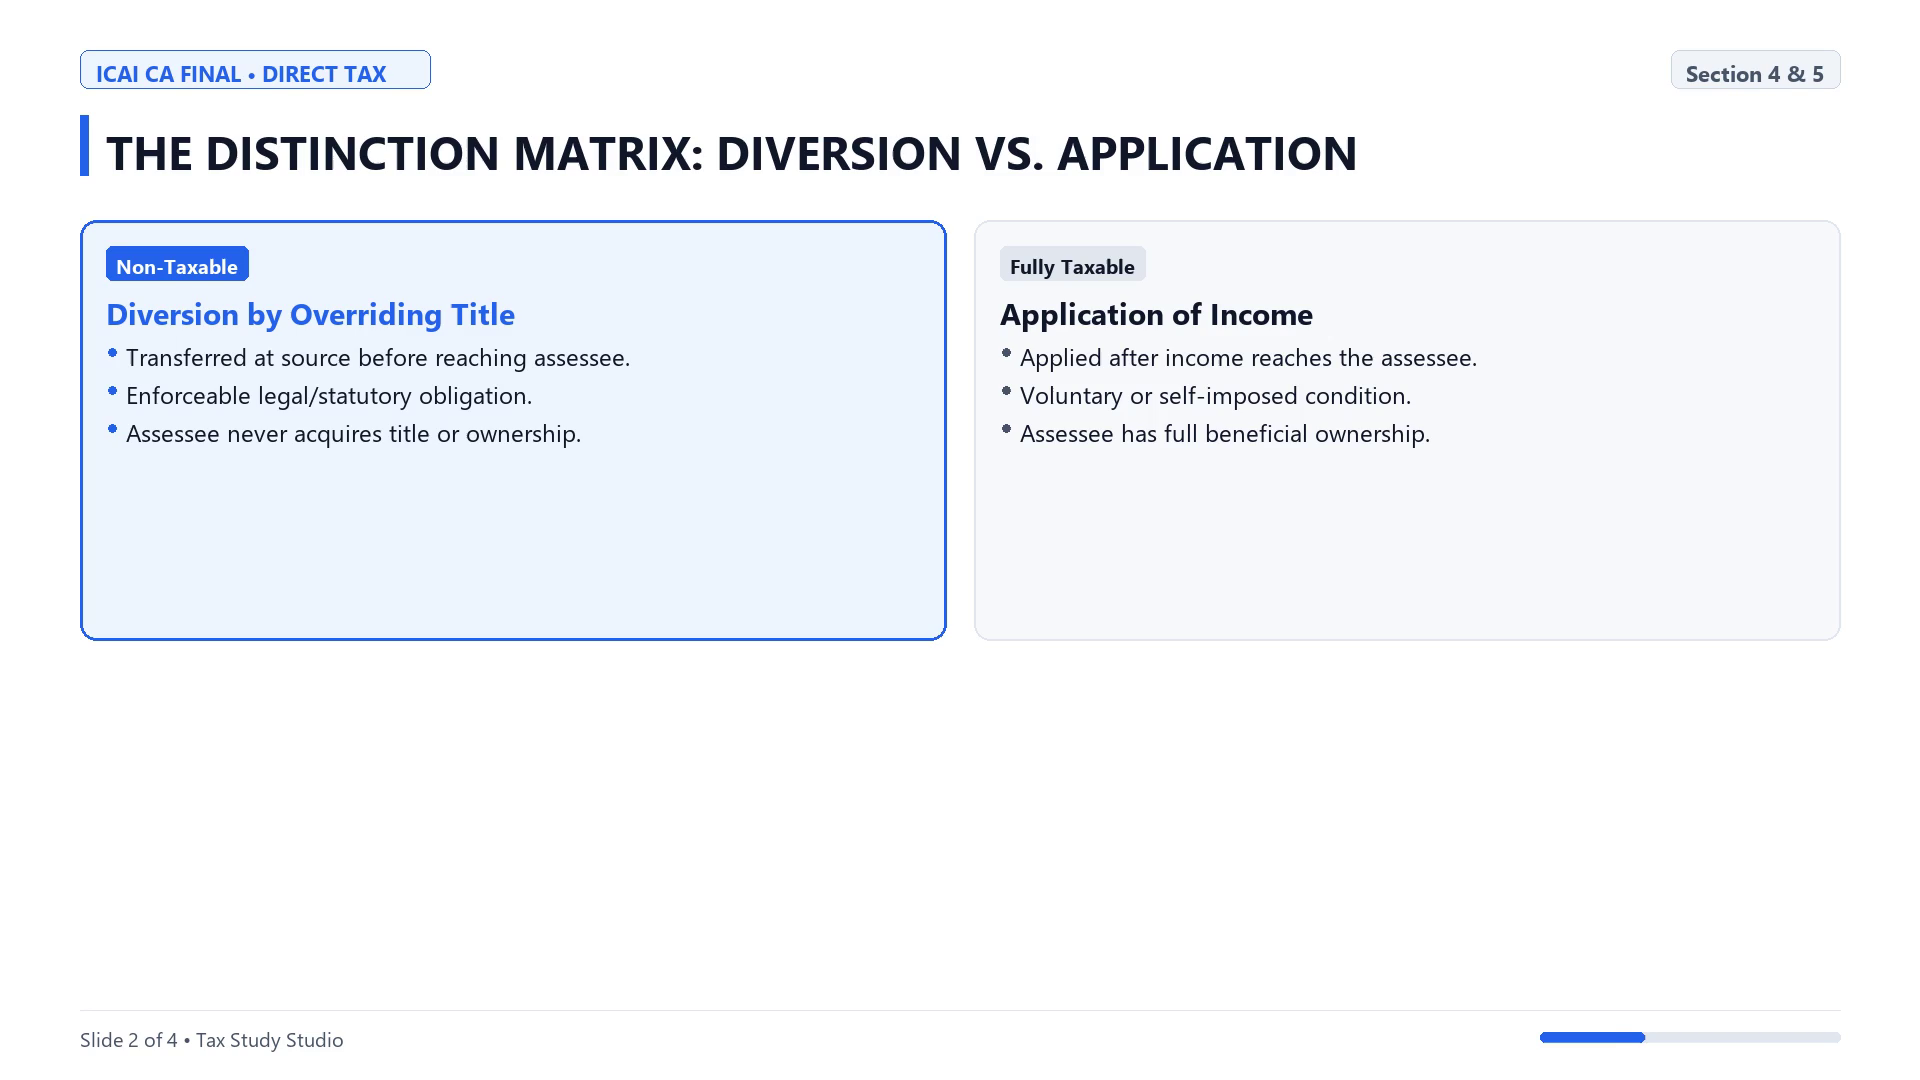 ICAI CA FINAL • DIRECT TAX
Section 4 & 5
THE DISTINCTION MATRIX: DIVERSION VS. APPLICATION
Non-Taxable
Diversion by Overriding Title
• Transferred at source before reaching assessee.
• Enforceable legal/statutory obligation.
• Assessee never acquires title or ownership.
Fully Taxable
Application of Income
• Applied after income reaches the assessee.
• Voluntary or self-imposed condition.
• Assessee has full beneficial ownership.
Slide 2 of 4 • Tax Study Studio